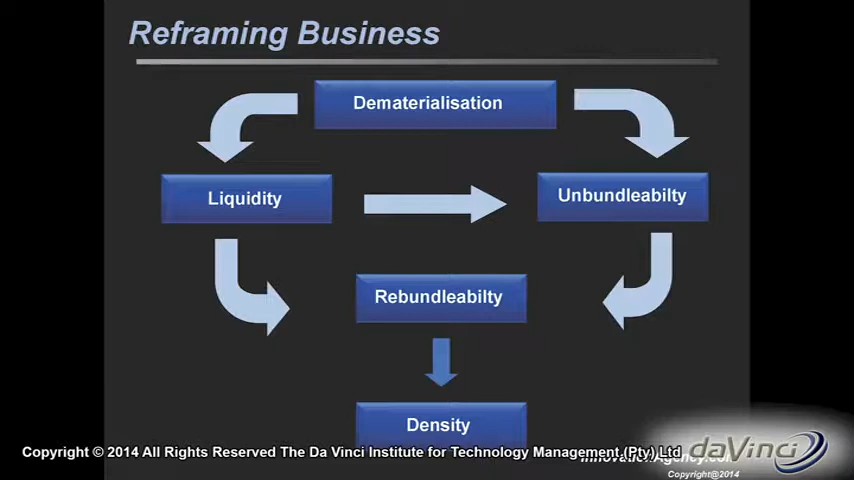 Reframing Business
Dematerialisation
Liquidity
Unbundleabilty
Rebundleabilty
Density
Copyright © 2014 All Rights Reserved The Da Vinci Institute for Technology Management (Pty) Ltd
daVinci
Copyright@2014